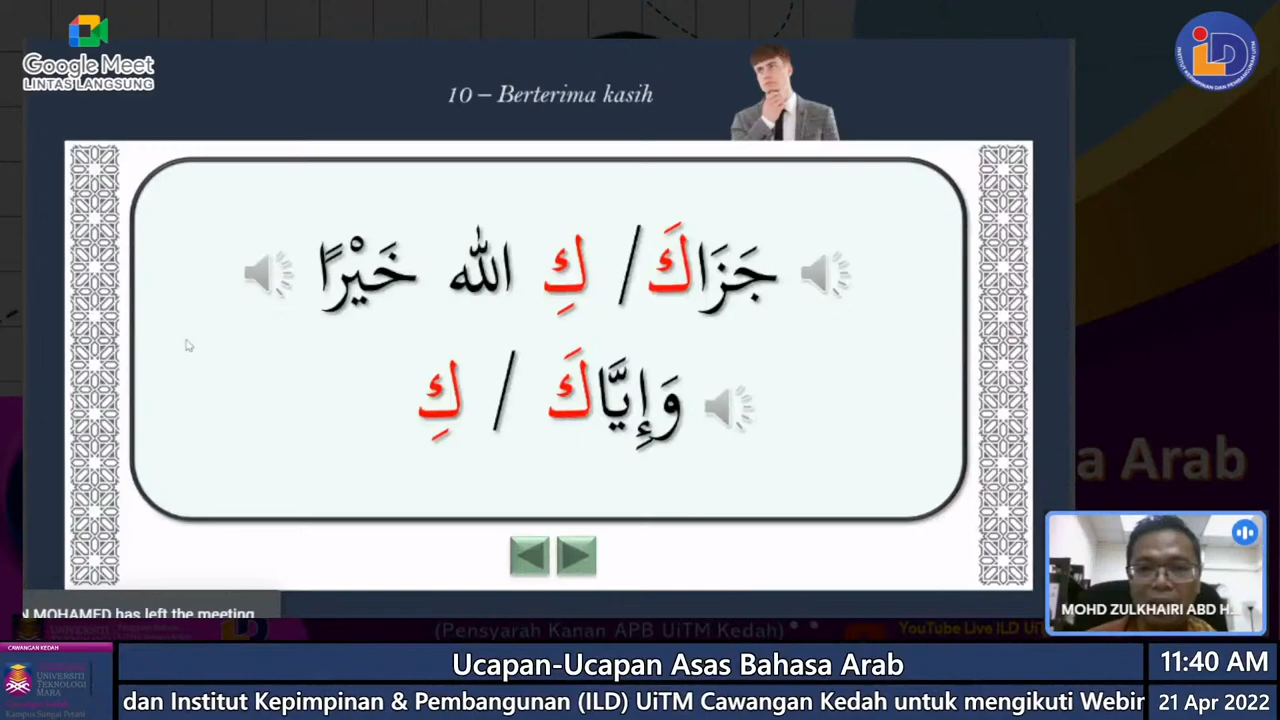 Google Meet
LINTAS LANGSUNG
10 – Berterima kasih
جَزَاكَ/ كِ الله خَيْرًا
وَإِيَّاكَ / كِ
a Arab
MOHD ZULKHAIRI ABD H...
N MOHAMED has left the meeting
(Pensyarah Kanan APB UiTM Kedah)
YouTube Live ILD UiT
CAWANGAN KEDAH
UNIVERSITI
TEKNOLOGI
MARA
Ucapan-Ucapan Asas Bahasa Arab
11:40 AM
dan Institut Kepimpinan & Pembangunan (ILD) UiTM Cawangan Kedah untuk mengikuti Webir
21 Apr 2022